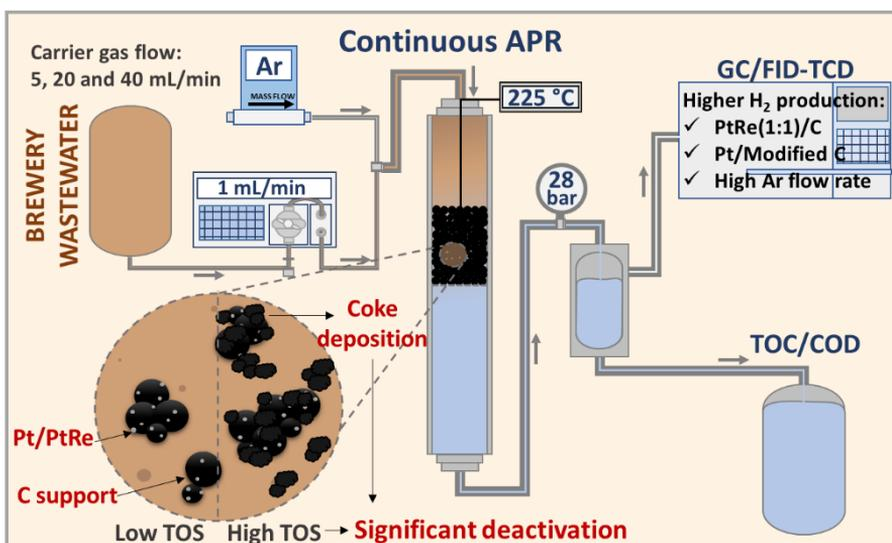 Continuous APR
Carrier gas flow:
5, 20 and 40 mL/min
Ar
MASS FLOW
225 °C
GC/FID-TCD
Higher H₂ production:
✓ PtRe(1:1)/C
✓ Pt/Modified C
✓ High Ar flow rate
BREWERY
WASTEWATER
1 mL/min
28
bar
Coke
deposition
TOC/COD
Pt/PtRe
C support
Low TOS
High TOS
Significant deactivation